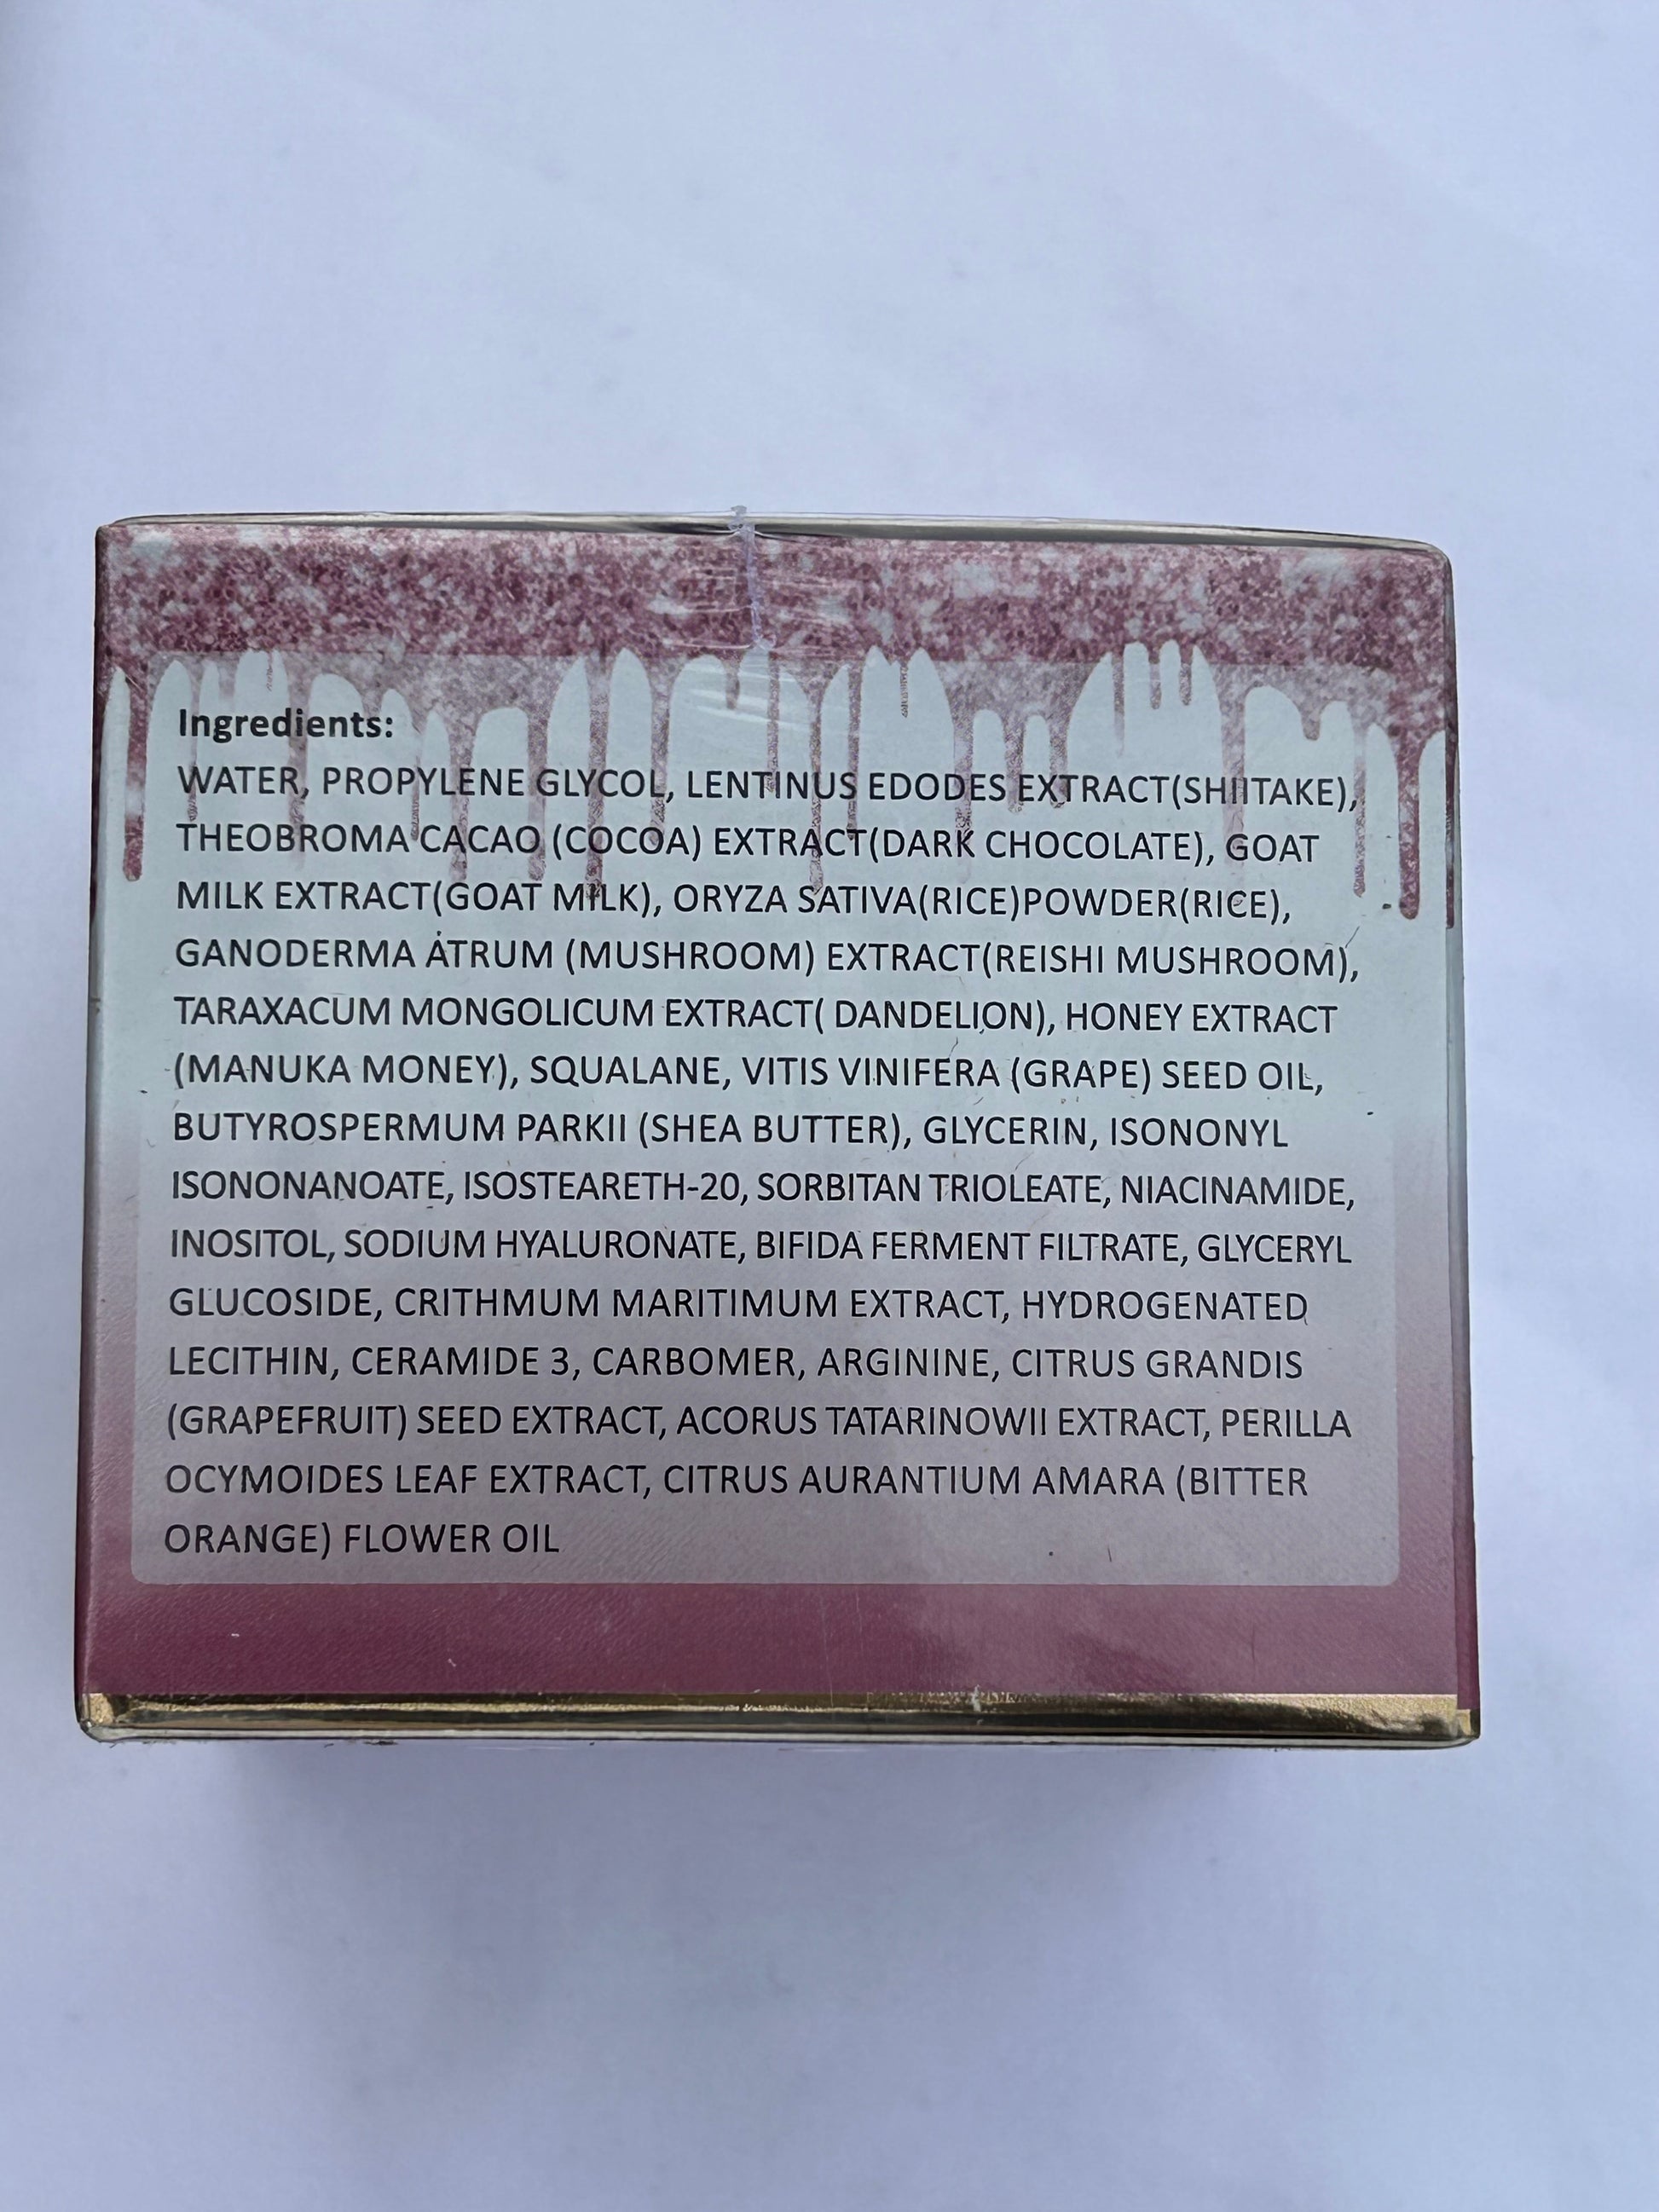 Ingredients:
WATER, PROPYLENE GLYCOL, LENTINUS EDODES EXTRACT(SHIITAKE),
THEOBROMA CACAO (COCOA) EXTRACT(DARK CHOCOLATE), GOAT
MILK EXTRACT(GOAT MILK), ORYZA SATIVA(RICE)POWDER(RICE),
GANODERMA ATRUM (MUSHROOM) EXTRACT(REISHI MUSHROOM),
TARAXACUM MONGOLICUM EXTRACT( DANDELION), HONEY EXTRACT
(MANUKA MONEY), SQUALANE, VITIS VINIFERA (GRAPE) SEED OIL,
BUTYROSPERMUM PARKII (SHEA BUTTER), GLYCERIN, ISONONYL
ISONONANOATE, ISOSTEARETH-20, SORBITAN TRIOLEATE, NIACINAMIDE,
INOSITOL, SODIUM HYALURONATE, BIFIDA FERMENT FILTRATE, GLYCERYL
GLUCOSIDE, CRITHMUM MARITIMUM EXTRACT, HYDROGENATED
LECITHIN, CERAMIDE 3, CARBOMER, ARGININE, CITRUS GRANDIS
(GRAPEFRUIT) SEED EXTRACT, ACORUS TATARINOWII EXTRACT, PERILLA
OCYMOIDES LEAF EXTRACT, CITRUS AURANTIUM AMARA (BITTER
ORANGE) FLOWER OIL